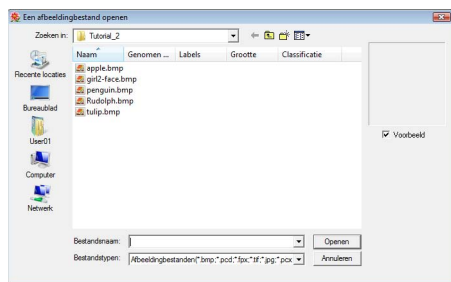 Een afbeeldingbestand openen
Zoeken in:
Tutorial_2
Naam Genomen ... Labels Grootte Classificatie
apple.bmp
girl2-face.bmp
penguin.bmp
Rudolph.bmp
tulip.bmp
Recente locaties
Bureaublad
User01
Computer
Netwerk
Voorbeeld
Bestandsnaam:
Openen
Bestandstypen:
Afbeeldingbestanden(*.bmp;*.pcd;*.fpx;*.tif;*.jpg;*.pcx
Annuleren